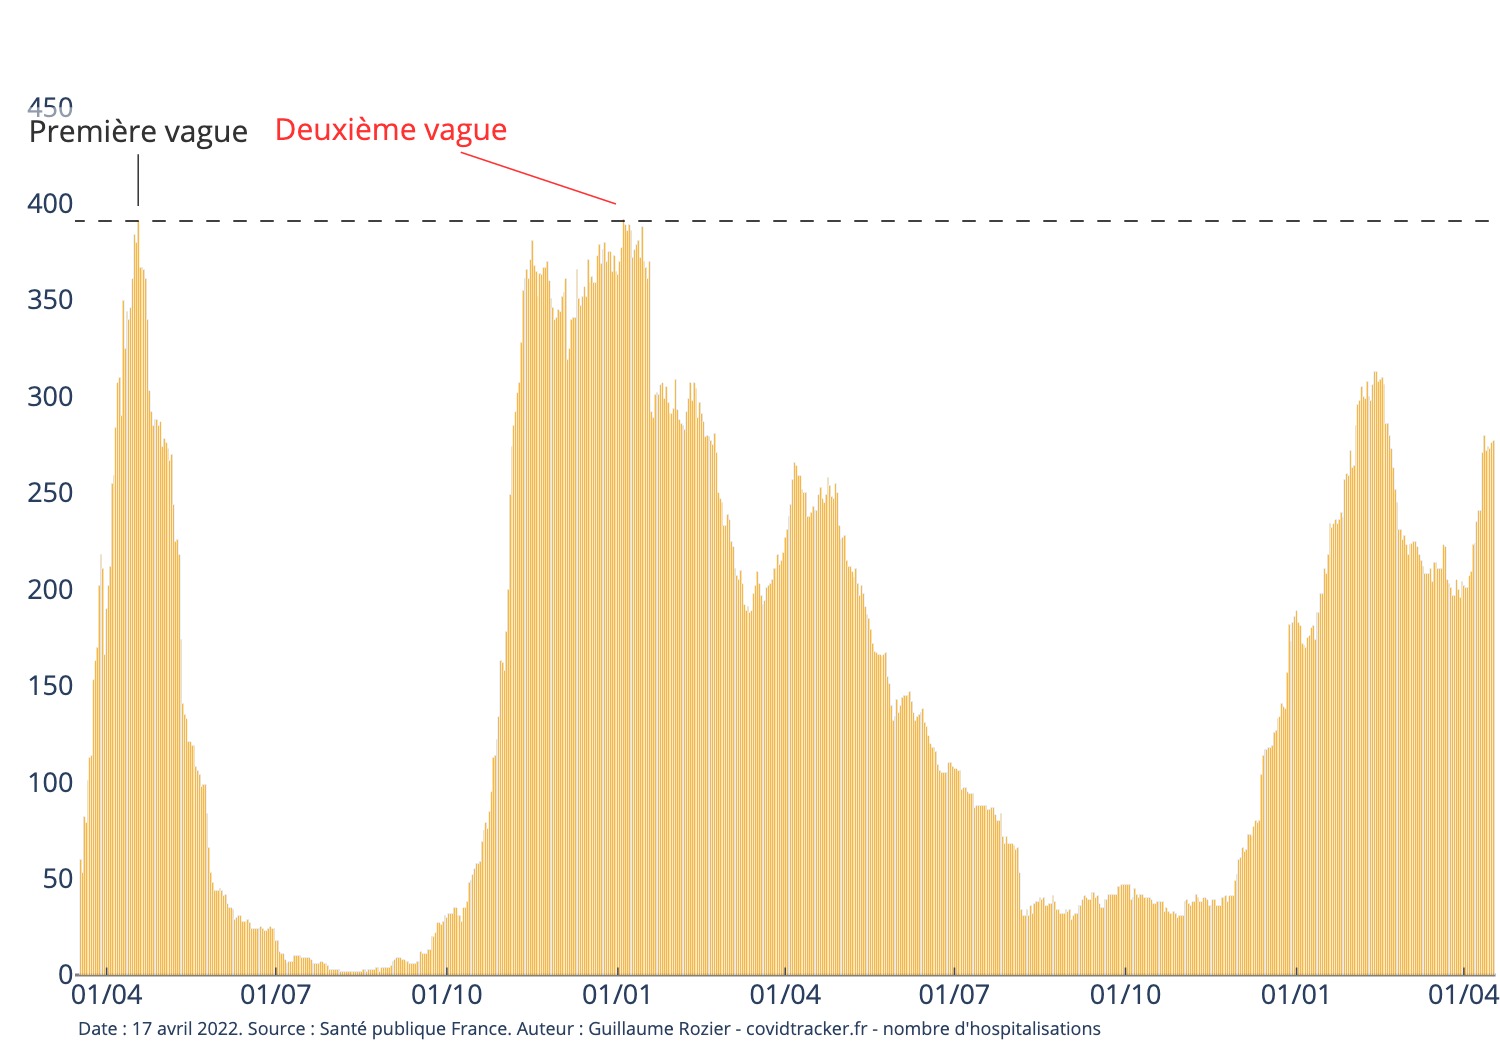 450
Première vague
Deuxième vague
400
350
300
250
200
150
100
50
0
01/04 01/07 01/10 01/01 01/04 01/07 01/10 01/01 01/04
Date : 17 avril 2022. Source : Santé publique France. Auteur : Guillaume Rozier - covidtracker.fr - nombre d'hospitalisations